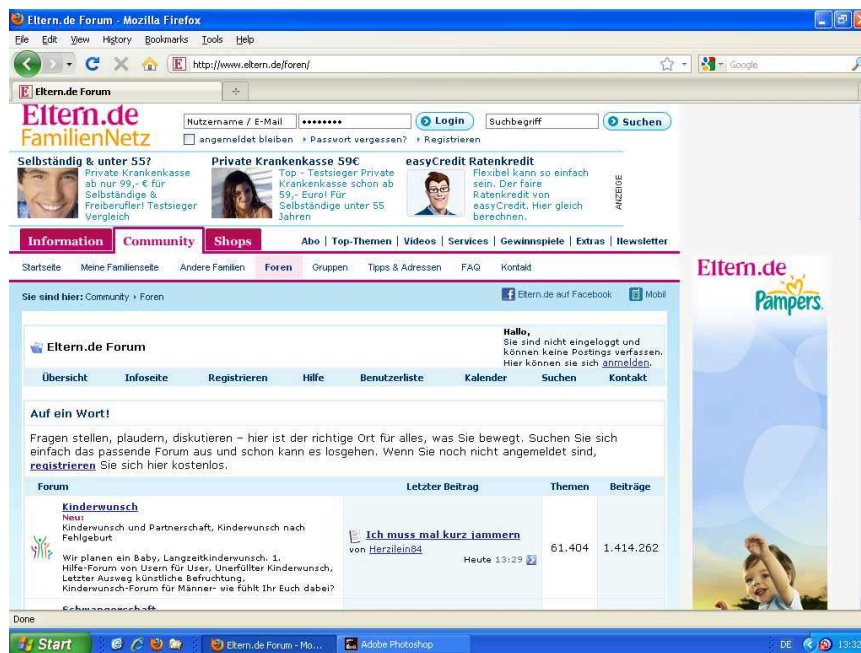 Eltern.de Forum - Mozilla Firefox
File Edit View History Bookmarks Tools Help
http://www.eltern.de/foren/
Google
Eltern.de Forum
Eltern.de
FamilienNetz
Nutzername / E-Mail
Login
Suchbegriff
Suchen
angemeldet bleiben
Passwort vergessen?
Registrieren
Selbständig & unter 55?
Private Krankenkasse
ab nur 99,- € für
Selbständige &
Freiberufler! Testsieger
Vergleich
Private Krankenkasse 59€
Top - Testsieger Private
Krankenkasse schon ab
59,- Euro! Für
Selbständige unter 55
Jahren
easyCredit Ratenkredit
Flexibel kann so einfach
sein. Der faire
Ratenkredit von
easyCredit. Hier gleich
berechnen.
ANZEIGE
Information Community Shops
Abo | Top-Themen | Videos | Services | Gewinnspiele | Extras | Newsletter
Startseite Meine Familienseite Andere Familien Foren Gruppen Tipps & Adressen FAQ Kontakt
Sie sind hier: Community › Foren
Eltern.de auf Facebook
Mobil
Eltern.de Forum
Hallo,
Sie sind nicht eingeloggt und
können keine Postings verfassen.
Hier können sie sich anmelden.
Übersicht Infoseite Registrieren Hilfe Benutzerliste Kalender Suchen Kontakt
Auf ein Wort!
Fragen stellen, plaudern, diskutieren – hier ist der richtige Ort für alles, was Sie bewegt. Suchen Sie sich
einfach das passende Forum aus und schon kann es losgehen. Wenn Sie noch nicht angemeldet sind,
registrieren Sie sich hier kostenlos.
Forum Letzter Beitrag Themen Beiträge
Kinderwunsch
Neu:
Kinderwunsch und Partnerschaft, Kinderwunsch nach
Fehlgeburt
Wir planen ein Baby, Langzeitkinderwunsch. 1.
Hilfe-Forum von Usern für User, Unerfüllter Kinderwunsch,
Letzter Ausweg künstliche Befruchtung,
Kinderwunsch-Forum für Männer- wie fühlt Ihr Euch dabei?
Ich muss mal kurz jammern
von Herzilein84
Heute 13:29
61.404
1.414.262
Schwangerschaft
Eltern.de
Pampers
Done
Start
Eltern.de Forum - Mo...
Adobe Photoshop
DE
13:32